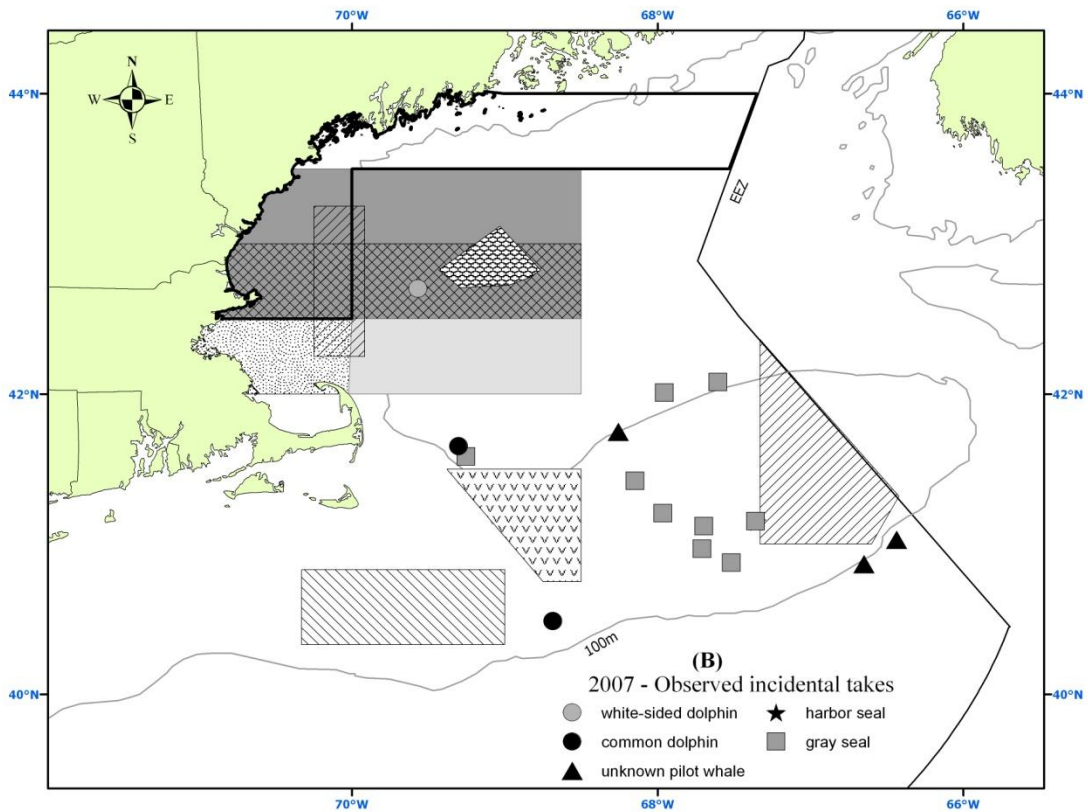 70°W 68°W 66°W
N
W E
S
44°N 44°N
EEZ
42°N 42°N
100m
40°N 40°N
(B)
2007 - Observed incidental takes
white-sided dolphin harbor seal
common dolphin gray seal
unknown pilot whale
70°W 68°W 66°W